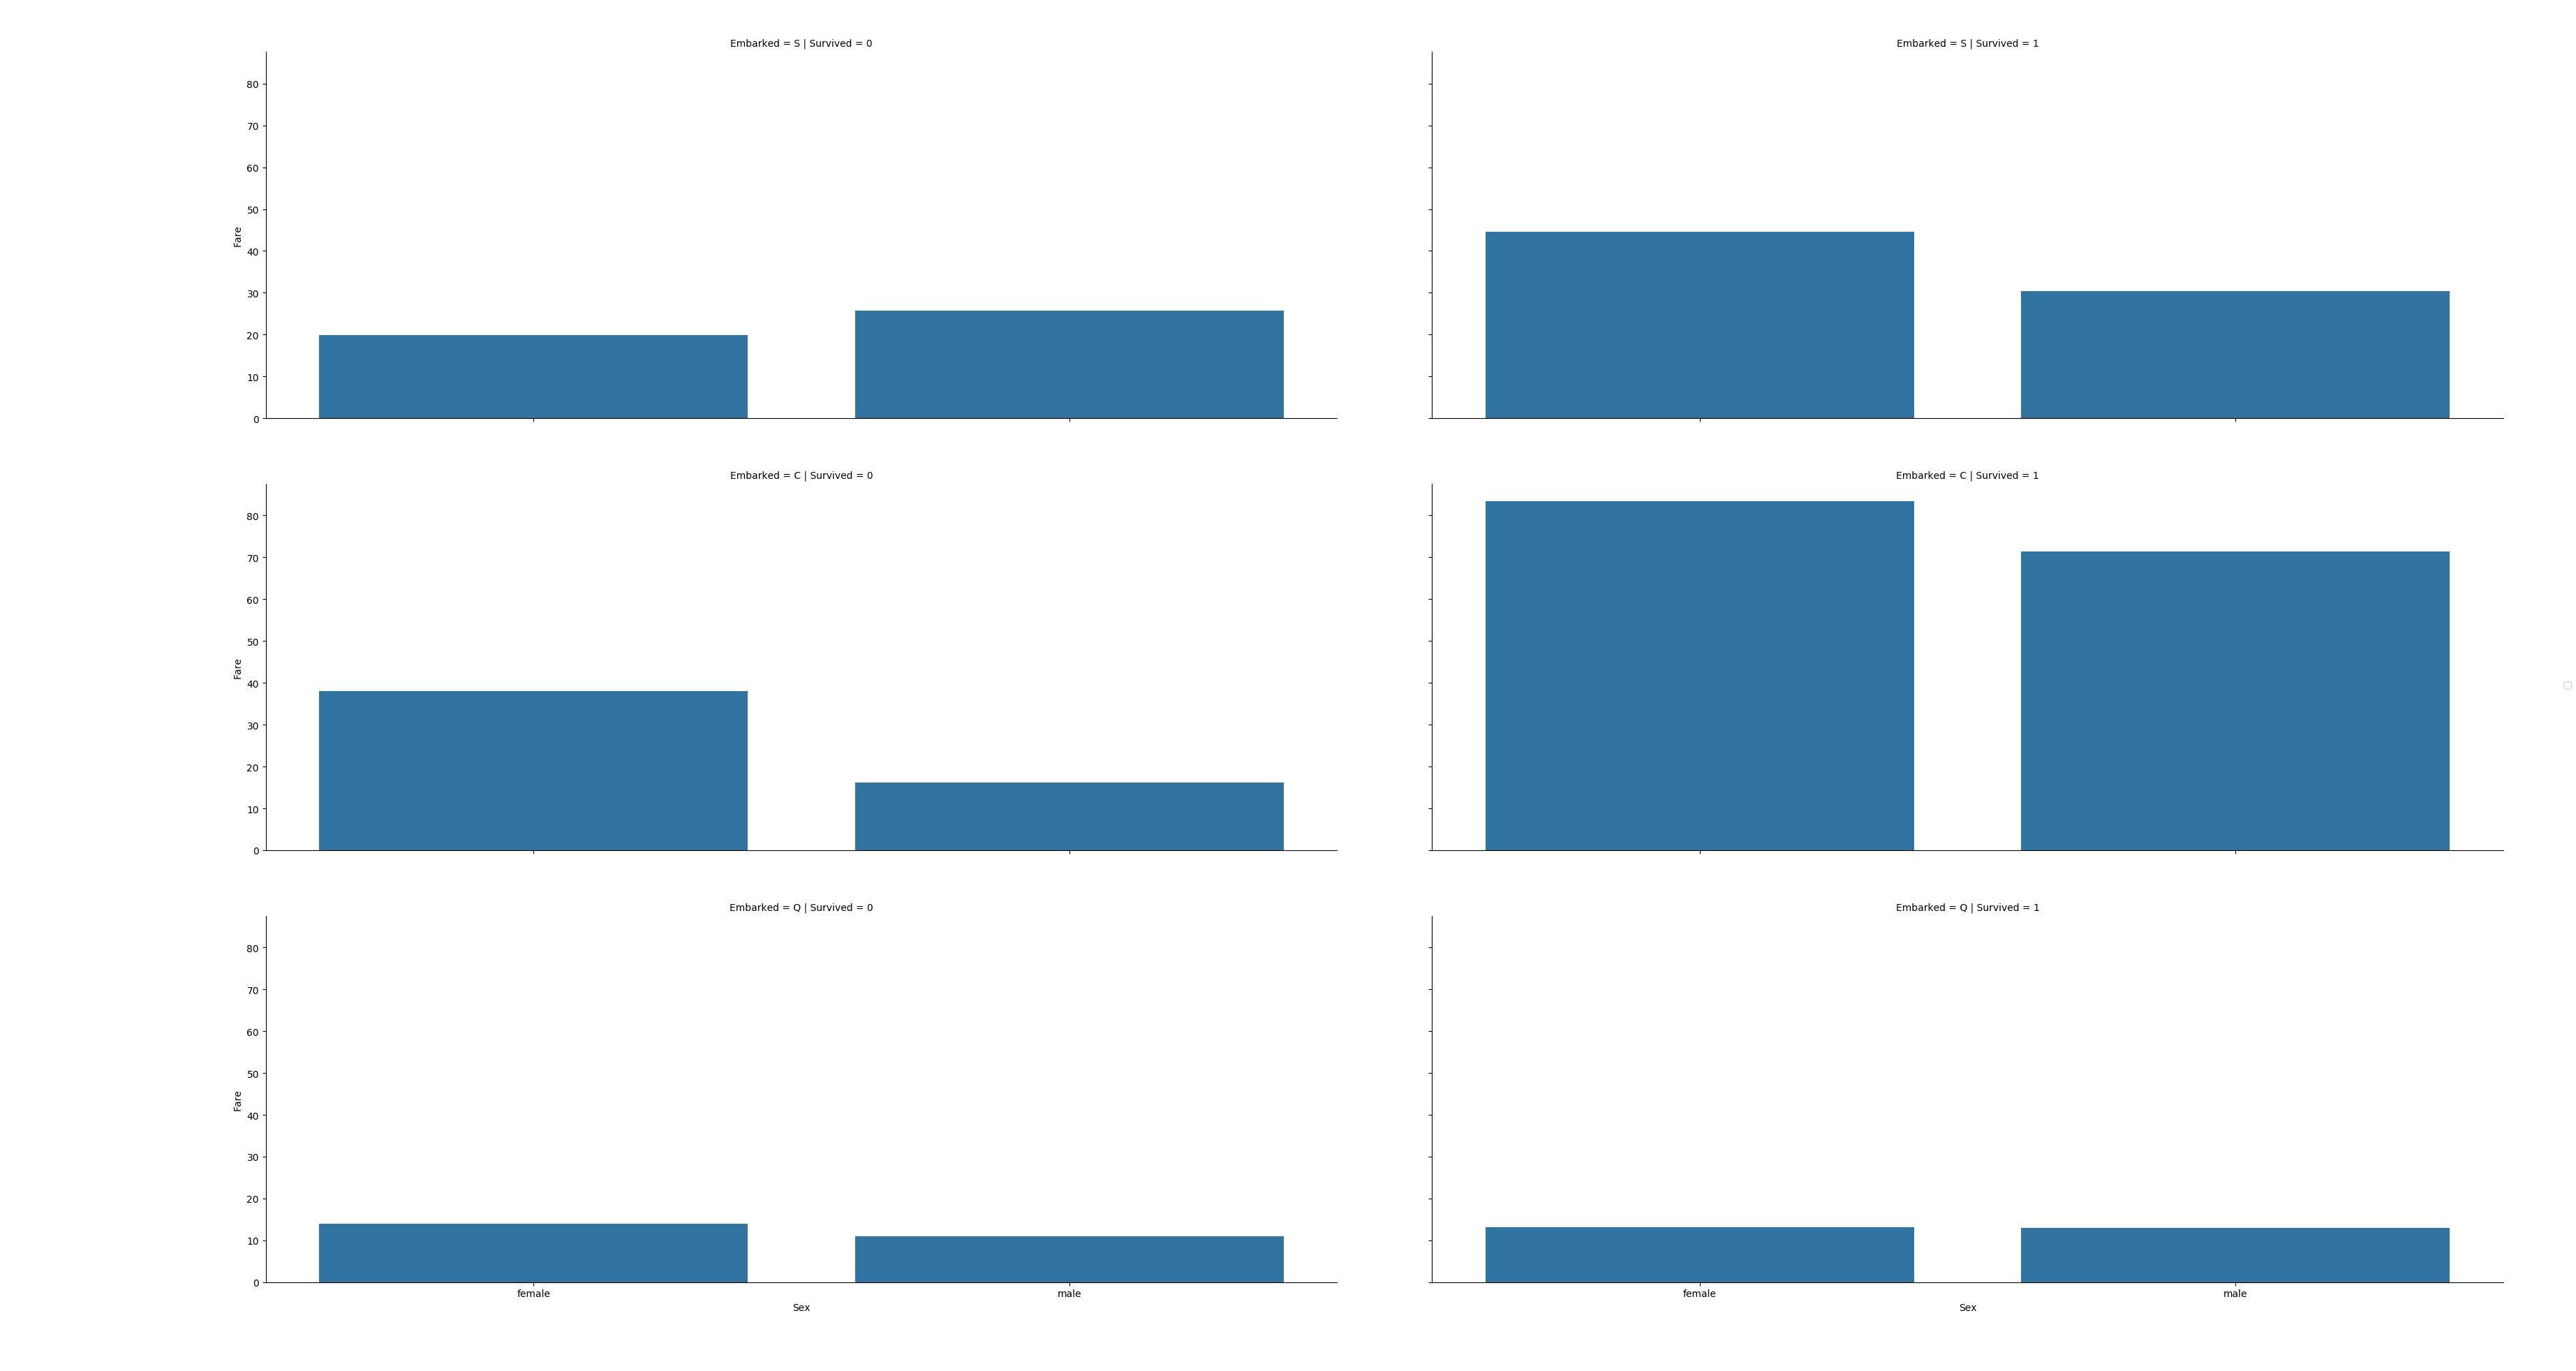 Embarked = S | Survived = 0
Embarked = S | Survived = 1
80
70
60
50
40
30
20
10
0
Fare
Embarked = C | Survived = 0
Embarked = C | Survived = 1
80
70
60
50
40
30
20
10
0
Fare
Embarked = Q | Survived = 0
Embarked = Q | Survived = 1
80
70
60
50
40
30
20
10
0
Fare
female male
Sex
female male
Sex